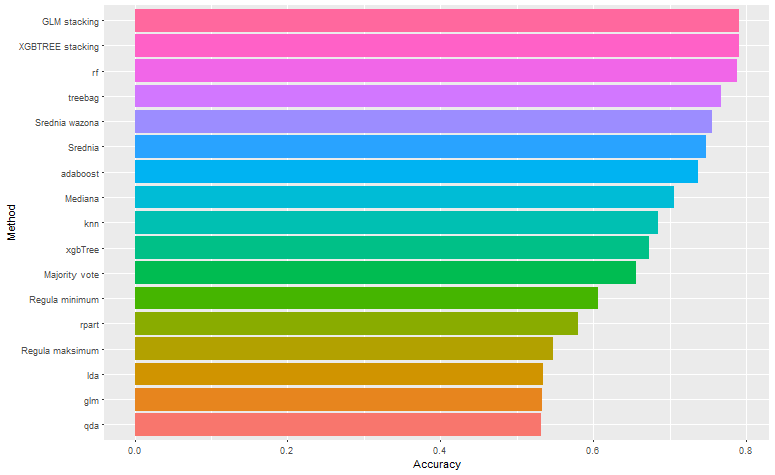 GLM stacking
XGBTREE stacking
rf
treebag
Srednia wazona
Srednia
adaboost
Mediana
knn
xgbTree
Majority vote
Regula minimum
rpart
Regula maksimum
lda
glm
qda
Method
0.0 0.2 0.4 0.6 0.8
Accuracy